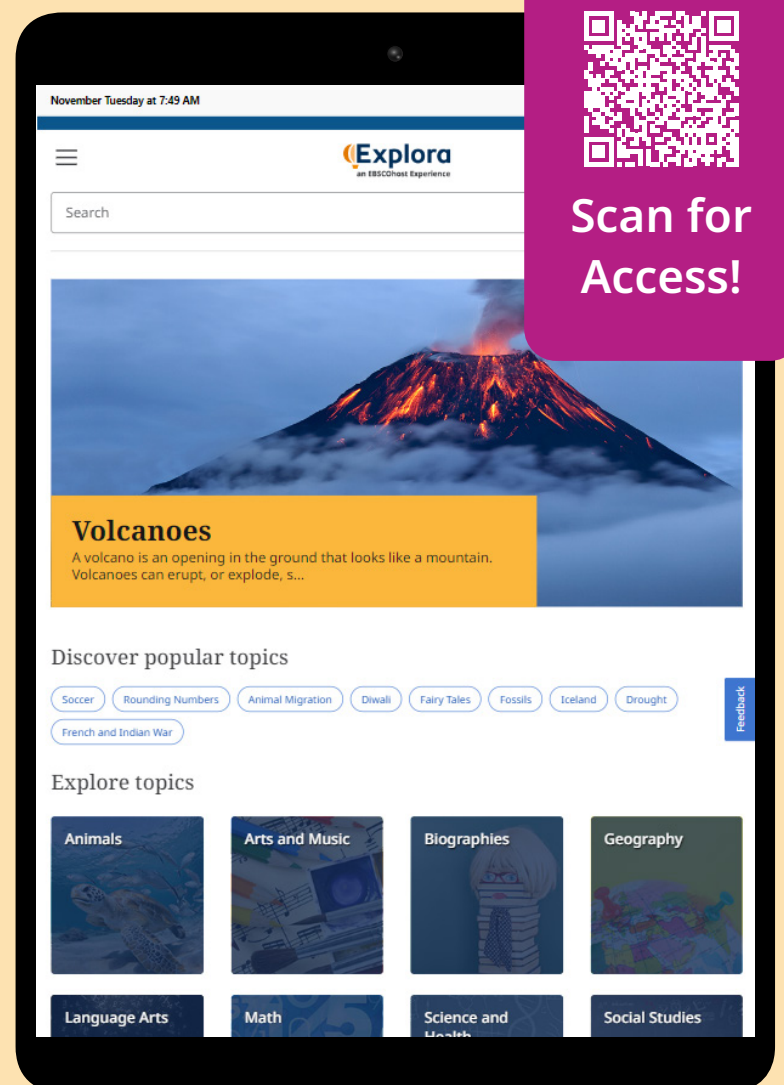 November Tuesday at 7:49 AM
Explora
an EBSCOhost Experience
Search
Scan for
Access!
Volcanoes
A volcano is an opening in the ground that looks like a mountain.
Volcanoes can erupt, or explode, s...
Discover popular topics
Soccer Rounding Numbers Animal Migration Diwali Fairy Tales Fossils Iceland Drought
French and Indian War
Feedback
Explore topics
Animals Arts and Music Biographies Geography
Language Arts Math Science and Social Studies
Health